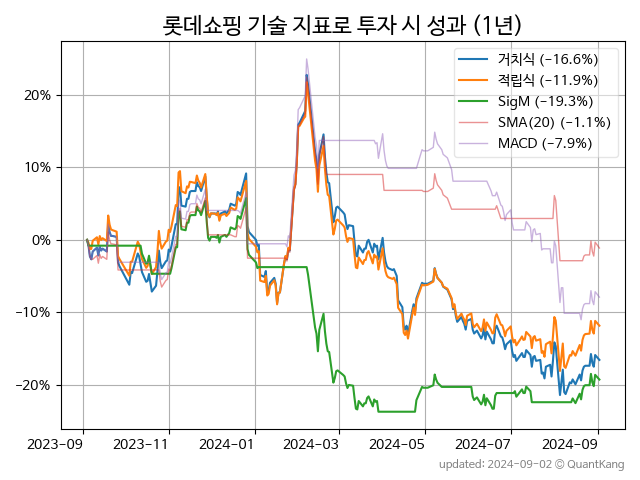 롯데쇼핑 기술 지표로 투자 시 성과 (1년)
거치식 (−16.6%)
적립식 (−11.9%)
SigM (−19.3%)
SMA(20) (−1.1%)
MACD (−7.9%)
20%
10%
0%
−10%
−20%
2023-09 2023-11 2024-01 2024-03 2024-05 2024-07 2024-09
updated: 2024-09-02 © QuantKang